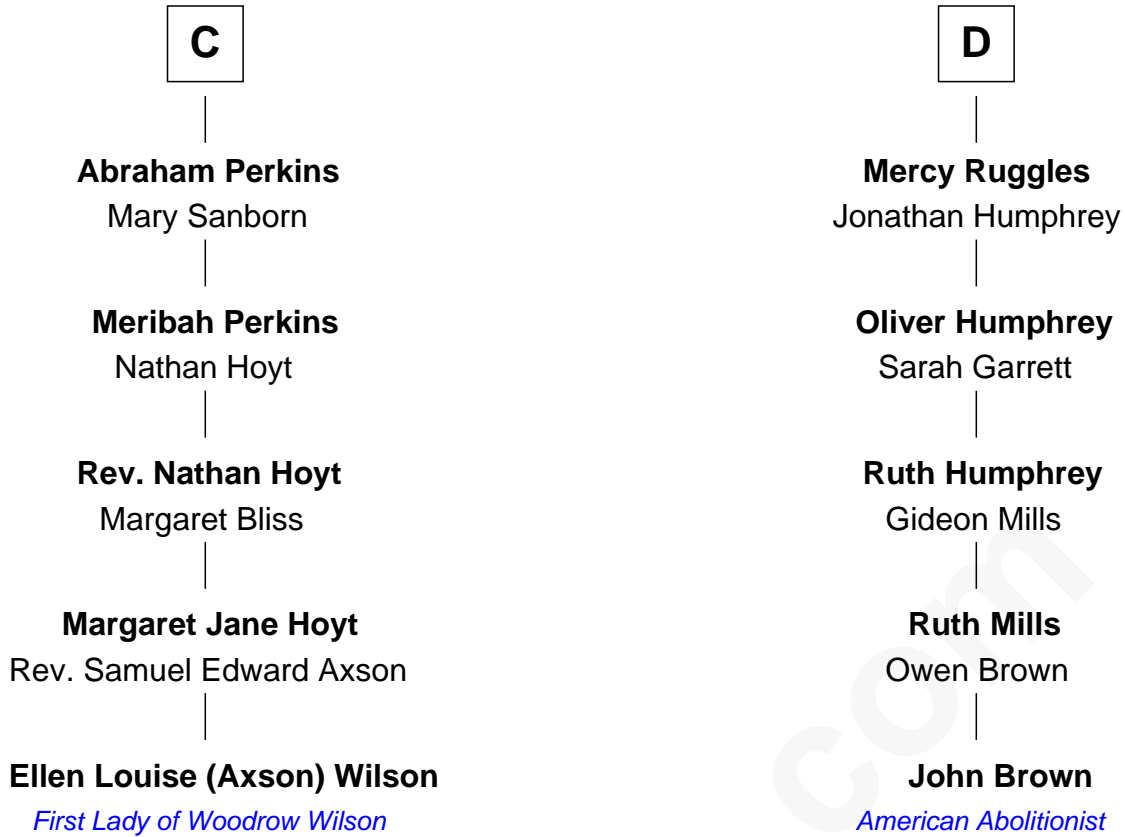 C
Abraham Perkins
Mary Sanborn
Meribah Perkins
Nathan Hoyt
Rev. Nathan Hoyt
Margaret Bliss
Margaret Jane Hoyt
Rev. Samuel Edward Axson
Ellen Louise (Axson) Wilson
First Lady of Woodrow Wilson
D
Mercy Ruggles
Jonathan Humphrey
Oliver Humphrey
Sarah Garrett
Ruth Humphrey
Gideon Mills
Ruth Mills
Owen Brown
John Brown
American Abolitionist
com